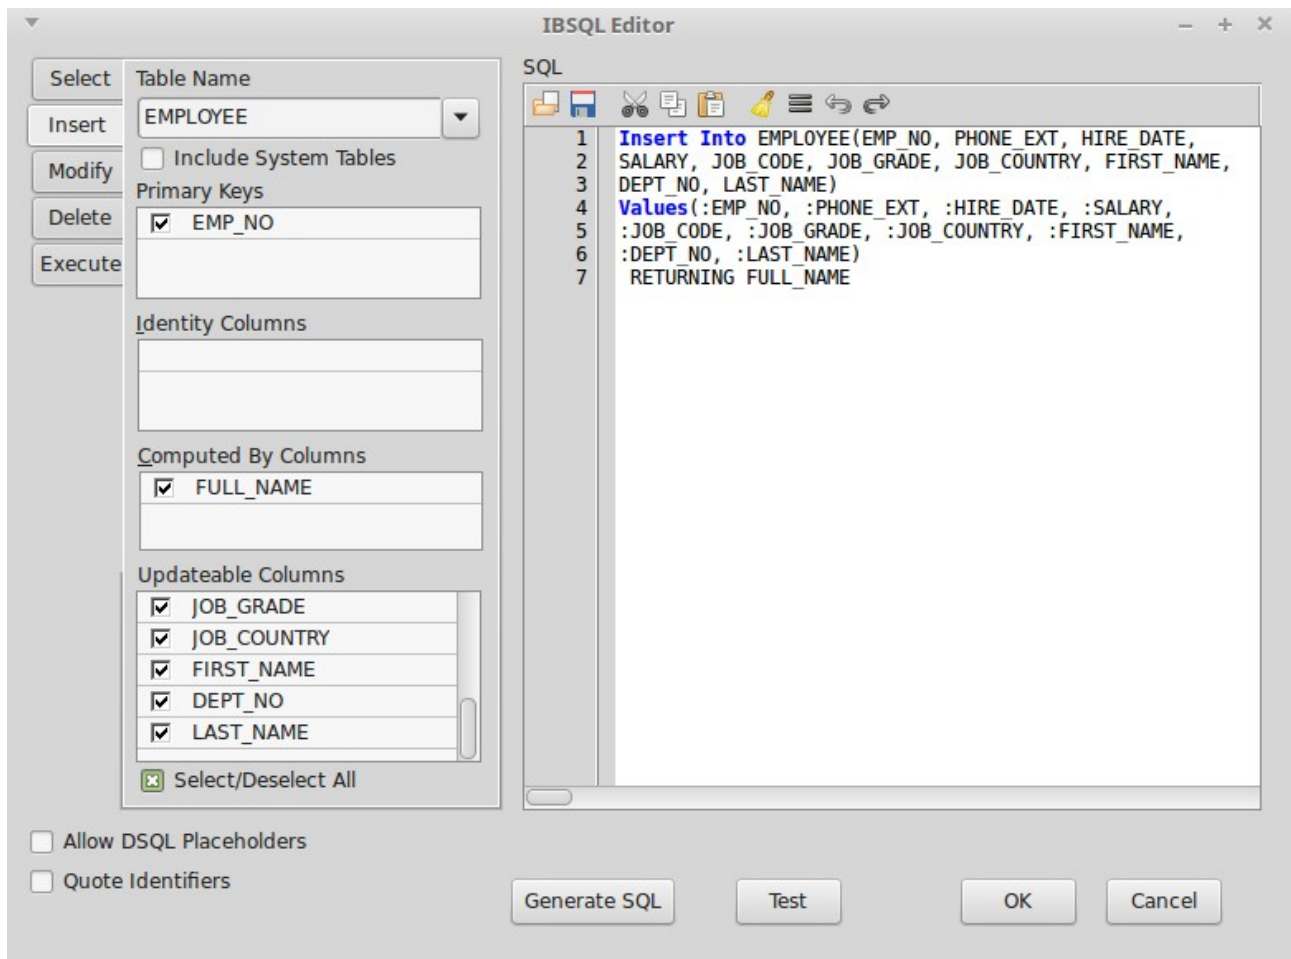 IBSQL Editor
Select
Insert
Modify
Delete
Execute
Table Name
EMPLOYEE
Include System Tables
Primary Keys
EMP_NO
Identity Columns
Computed By Columns
FULL_NAME
Updateable Columns
JOB_GRADE
JOB_COUNTRY
FIRST_NAME
DEPT_NO
LAST_NAME
Select/Deselect All
SQL
1 Insert Into EMPLOYEE(EMP_NO, PHONE_EXT, HIRE_DATE,
2 SALARY, JOB_CODE, JOB_GRADE, JOB_COUNTRY, FIRST_NAME,
3 DEPT_NO, LAST_NAME)
4 Values(:EMP_NO, :PHONE_EXT, :HIRE_DATE, :SALARY,
5 :JOB_CODE, :JOB_GRADE, :JOB_COUNTRY, :FIRST_NAME,
6 :DEPT_NO, :LAST_NAME)
7 RETURNING FULL_NAME
Allow DSQL Placeholders
Quote Identifiers
Generate SQL
Test
OK
Cancel